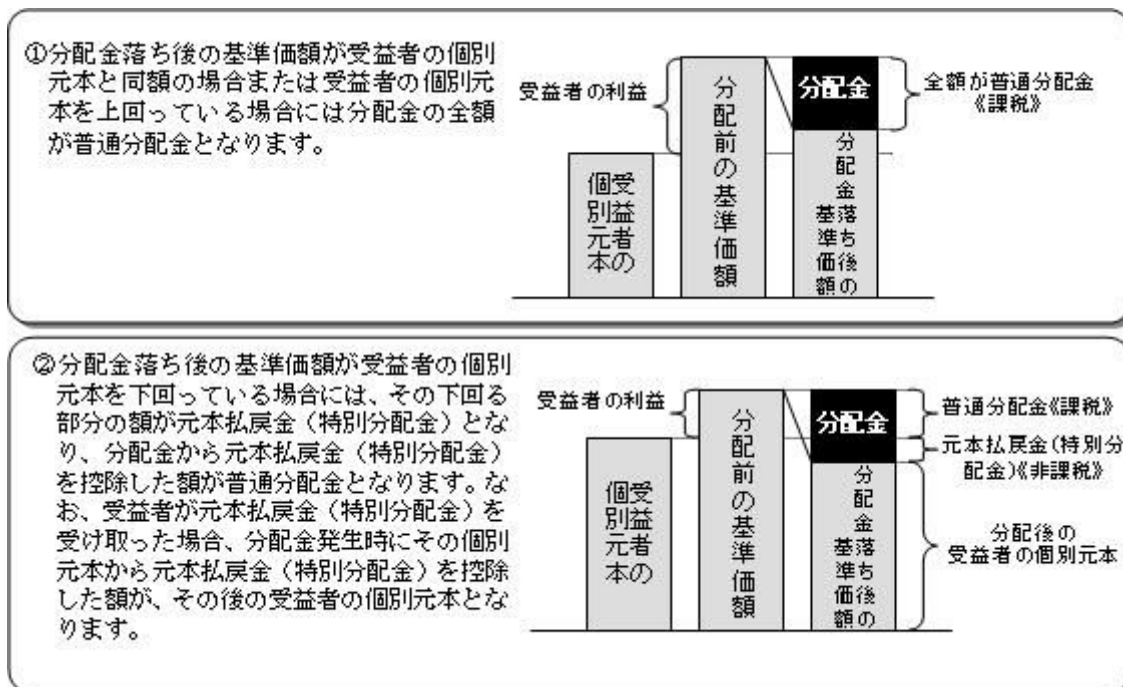 ①分配金落ち後の基準価額が受益者の個別
元本と同額の場合または受益者の個別元
本を上回っている場合には分配金の全額
が普通分配金となります。
受益者の利益
受益者の
個別元本
分配前の基準価額
分配金
分配金落ち後の
基準価額
全額が普通分配金
《課税》
②分配金落ち後の基準価額が受益者の個別
元本を下回っている場合には、その下回る
部分の額が元本払戻金（特別分配金）とな
り、分配金から元本払戻金（特別分配金）
を控除した額が普通分配金となります。な
お、受益者が元本払戻金（特別分配金）を
受け取った場合、分配金発生時にその個別
元本から元本払戻金（特別分配金）を控除
した額が、その後の受益者の個別元本とな
ります。
受益者の利益
受益者の
個別元本
分配前の基準価額
分配金
分配金落ち後の
基準価額
普通分配金《課税》
元本払戻金（特別分
配金）《非課税》
分配後の
受益者の個別元本